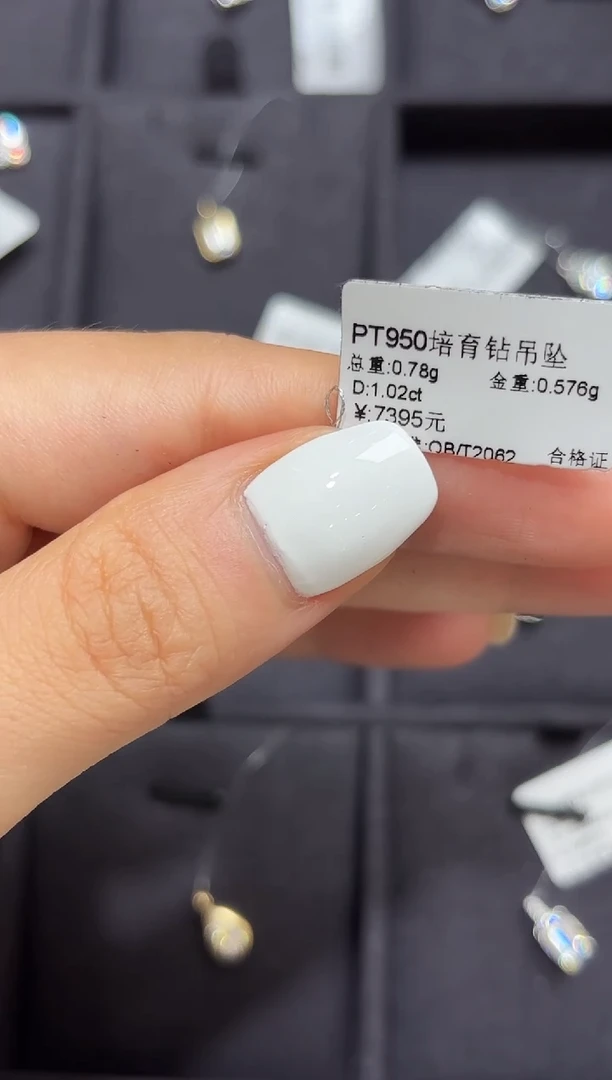 PT950培育钻吊坠
总重:0.78g 金重:0.576g
D:1.02ct
¥:7395元
:QB/T2062 合格证